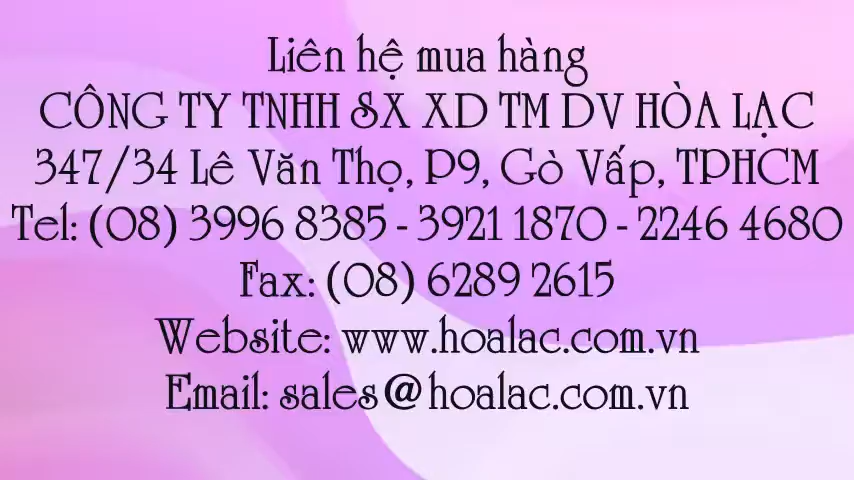 Liên hệ mua hàng
CÔNG TY TNHH SX XD TM DV HÒA LẠC
347/34 Lê Văn Thọ, P9, Gò Vấp, TPHCM
Tel: (08) 3996 8385 - 3921 1870 - 2246 4680
Fax: (08) 6289 2615
Website: www.hoalac.com.vn
Email: sales@hoalac.com.vn